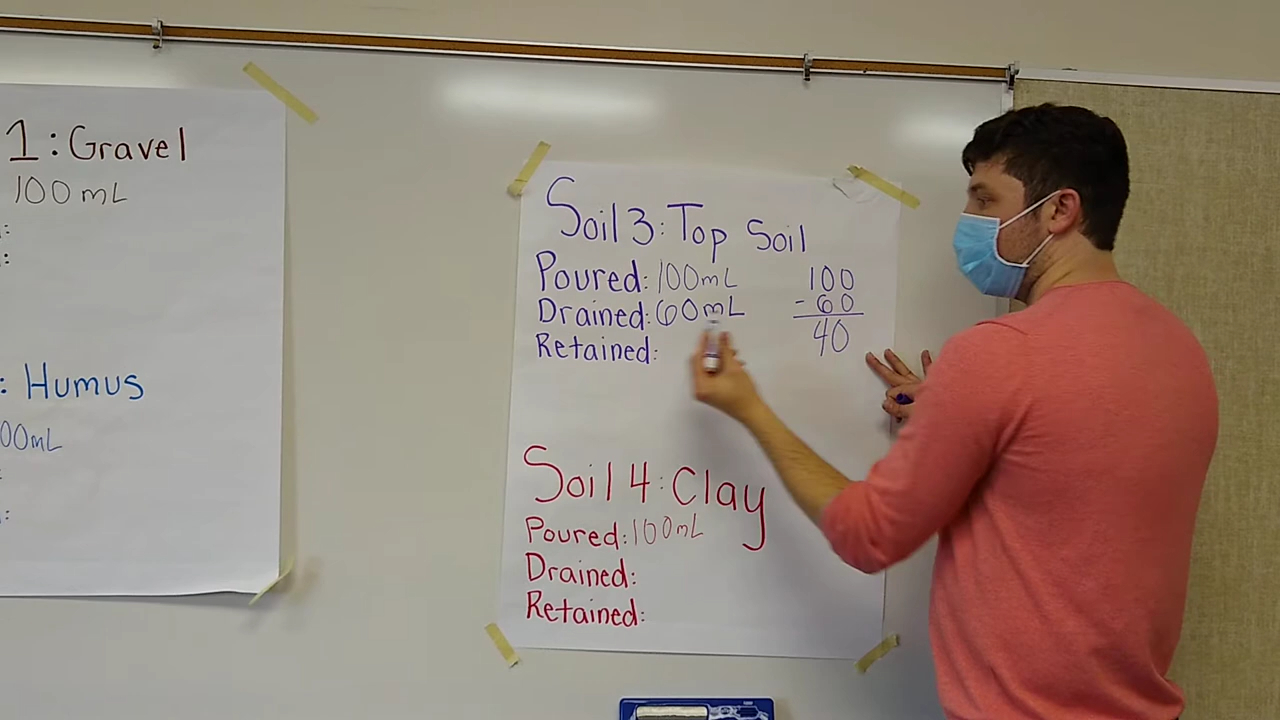 1: Gravel
100 mL
:
:
: Humus
00mL
:
:
Soil 3: Top Soil
Poured: 100mL
Drained: 60mL
Retained:
100
- 60
40
Soil 4: Clay
Poured: 100mL
Drained:
Retained: